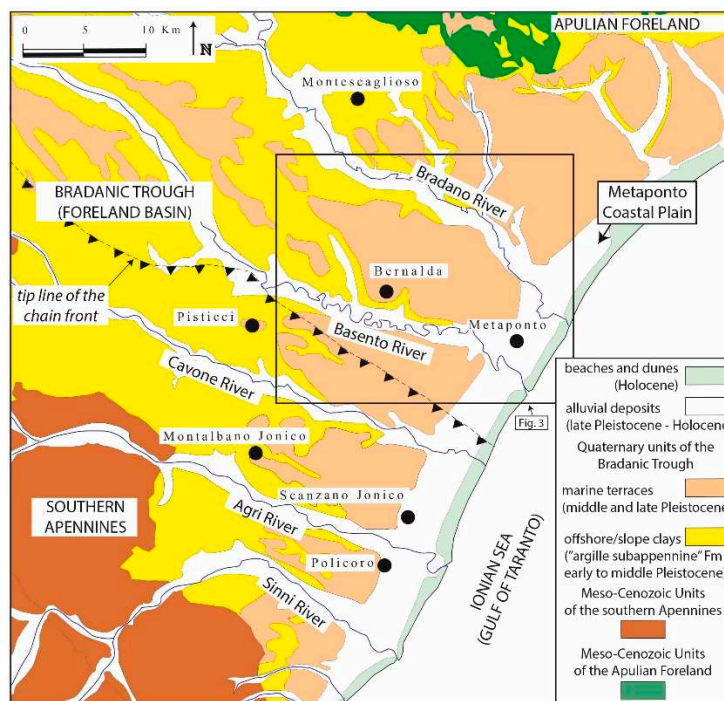 0 5 10 Km
N
APULIAN FORELAND
Montescaglioso
BRADANIC TROUGH
(FORELAND BASIN)
Bradano River
Metaponto
Coastal Plain
tip line of the
chain front
Bernalda
Pisticci
Basento River
Metaponto
Cavone River
Fig. 3
Montalbano Jonico
Scanzano Jonico
SOUTHERN
APENNINES
Agri River
Policoro
Sinni River
IONIAN SEA
(GULF OF TARANTO)
beaches and dunes
(Holocene)
alluvial deposits
(late Pleistocene - Holocene
Quaternary units of the
Bradanic Trough
marine terraces
(middle and late Pleistocene
offshore/slope clays
("argille subappennine" Fm
early to middle Pleistocene)
Meso-Cenozoic Units
of the southern Apennines
Meso-Cenozoic Units
of the Apulian Foreland